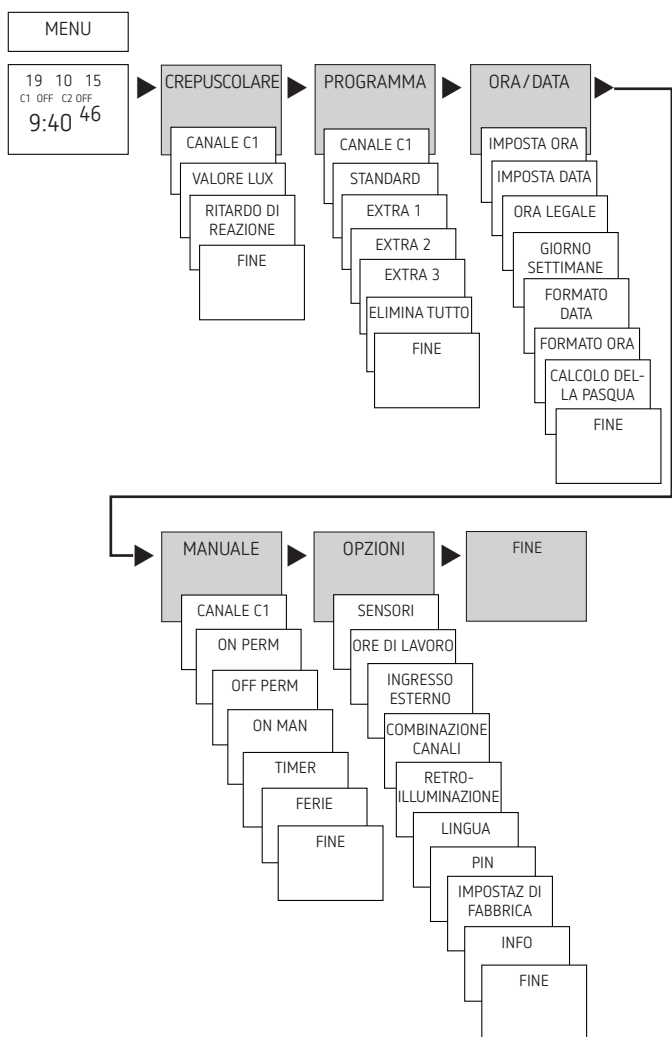 MENU
19 10 15
C1 OFF C2 OFF
9:40 46
CREPUSCOLARE
CANALE C1
VALORE LUX
RITARDO DI
REAZIONE
FINE
PROGRAMMA
CANALE C1
STANDARD
EXTRA 1
EXTRA 2
EXTRA 3
ELIMINA TUTTO
FINE
ORA/DATA
IMPOSTA ORA
IMPOSTA DATA
ORA LEGALE
GIORNO
SETTIMANE
FORMATO
DATA
FORMATO ORA
CALCOLO DEL-
LA PASQUA
FINE
MANUALE
CANALE C1
ON PERM
OFF PERM
ON MAN
TIMER
FERIE
FINE
OPZIONI
SENSORI
ORE DI LAVORO
INGRESSO
ESTERNO
COMBINAZIONE
CANALI
RETRO-
ILLUMINAZIONE
LINGUA
PIN
IMPOSTAZ DI
FABBRICA
INFO
FINE
FINE